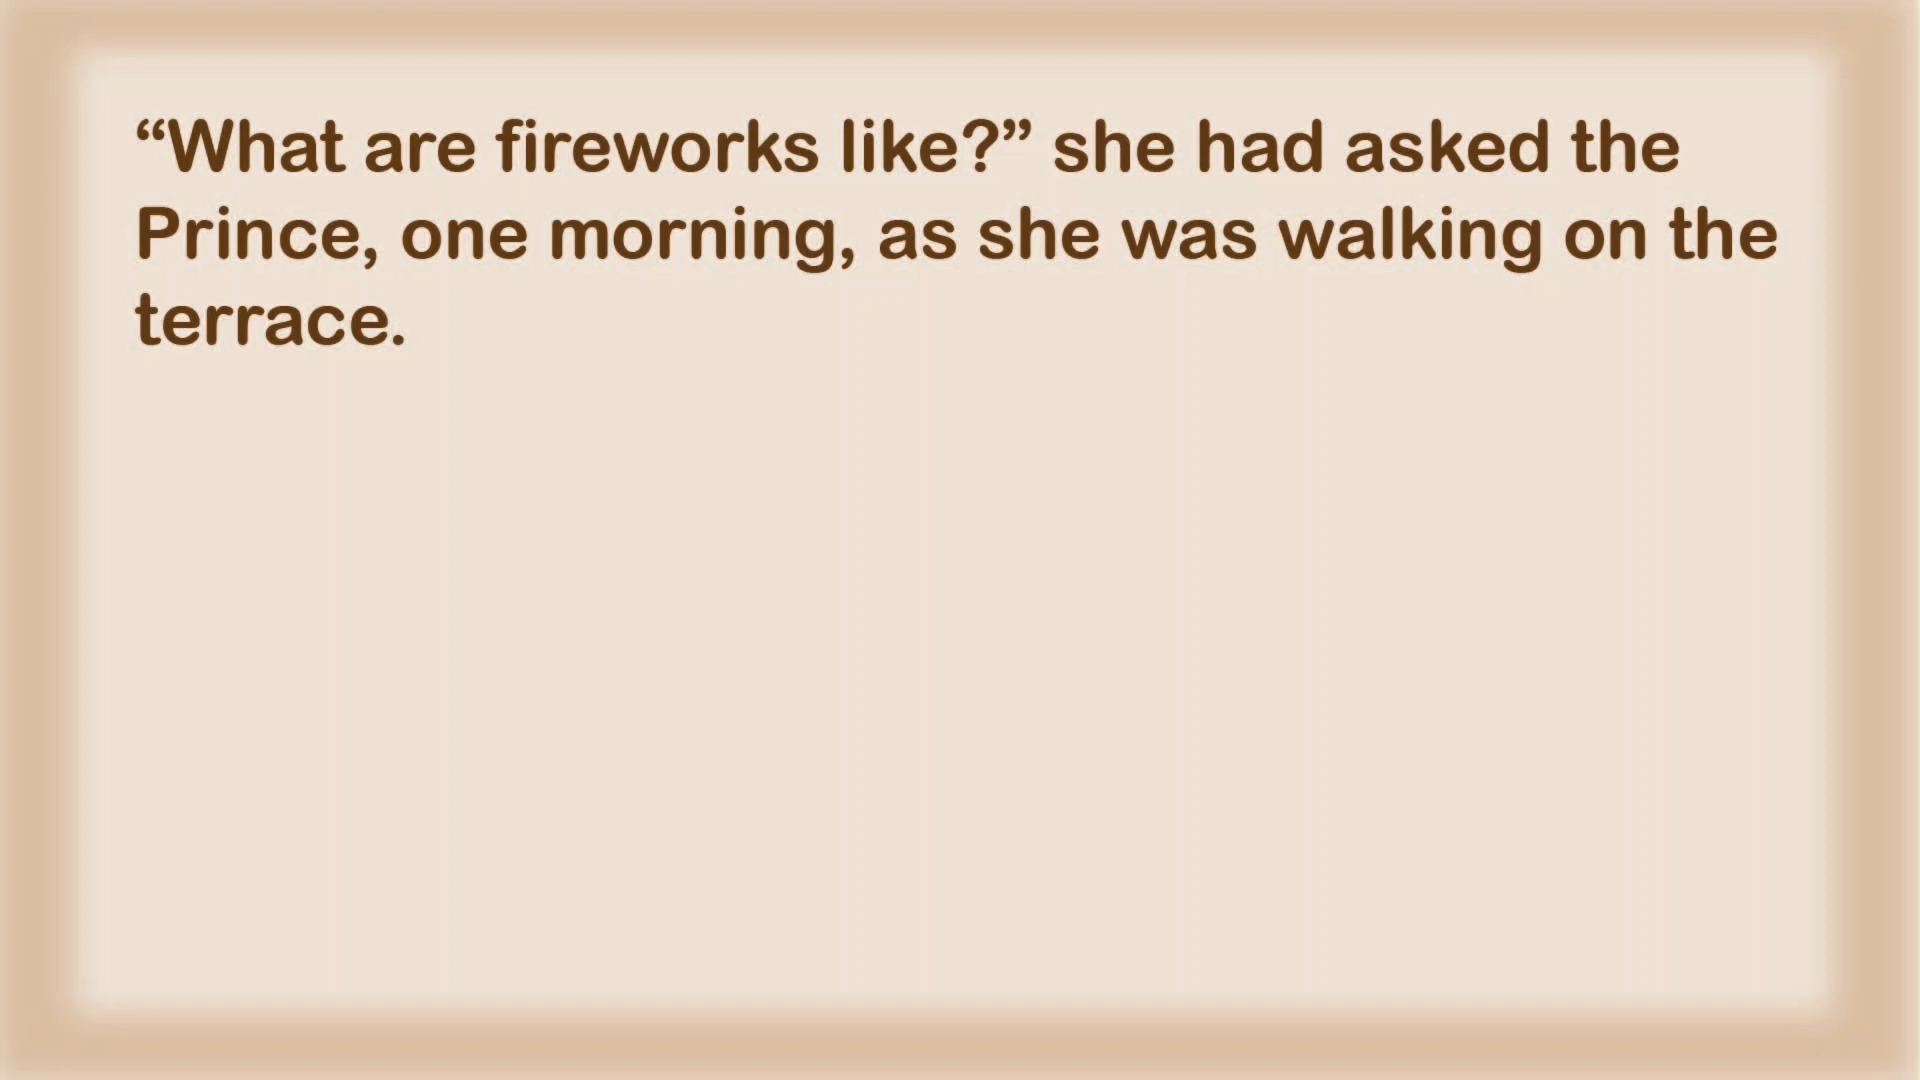 “What are fireworks like?” she had asked the
Prince, one morning, as she was walking on the
terrace.